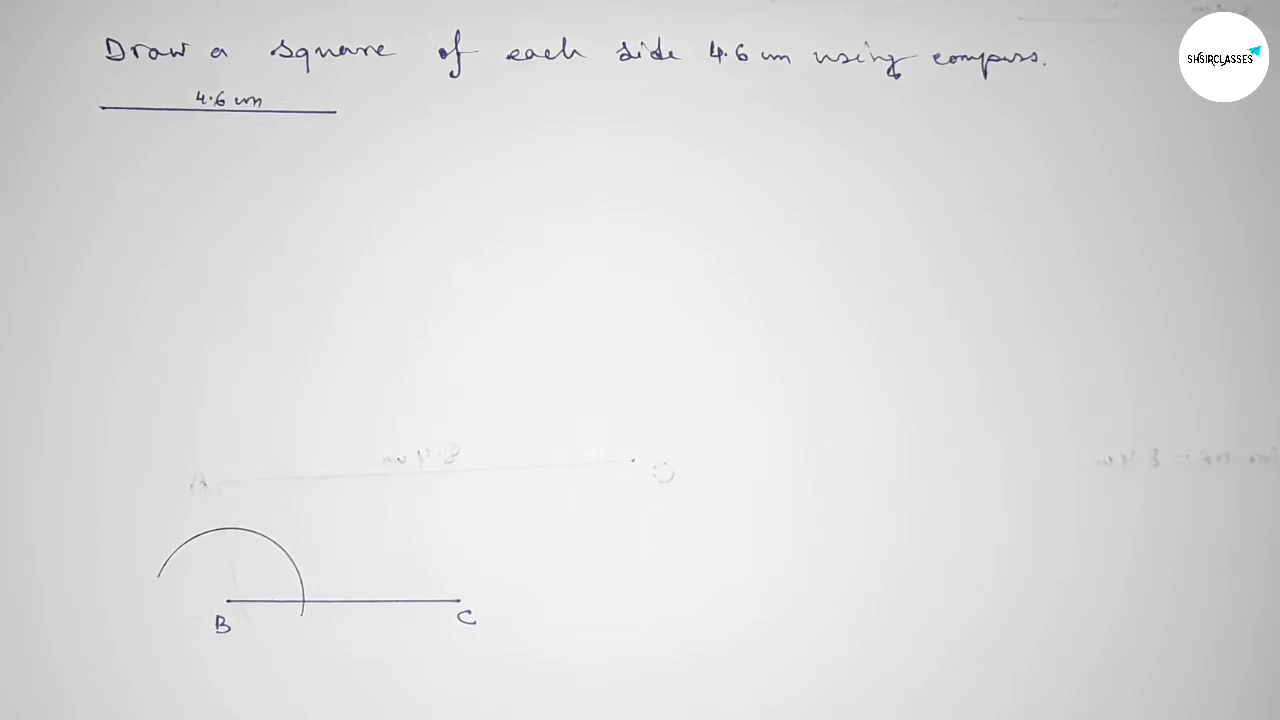 Draw a square of each side 4.6 cm using compass.
SHSIRCLASSES
4.6 cm
A
B
C